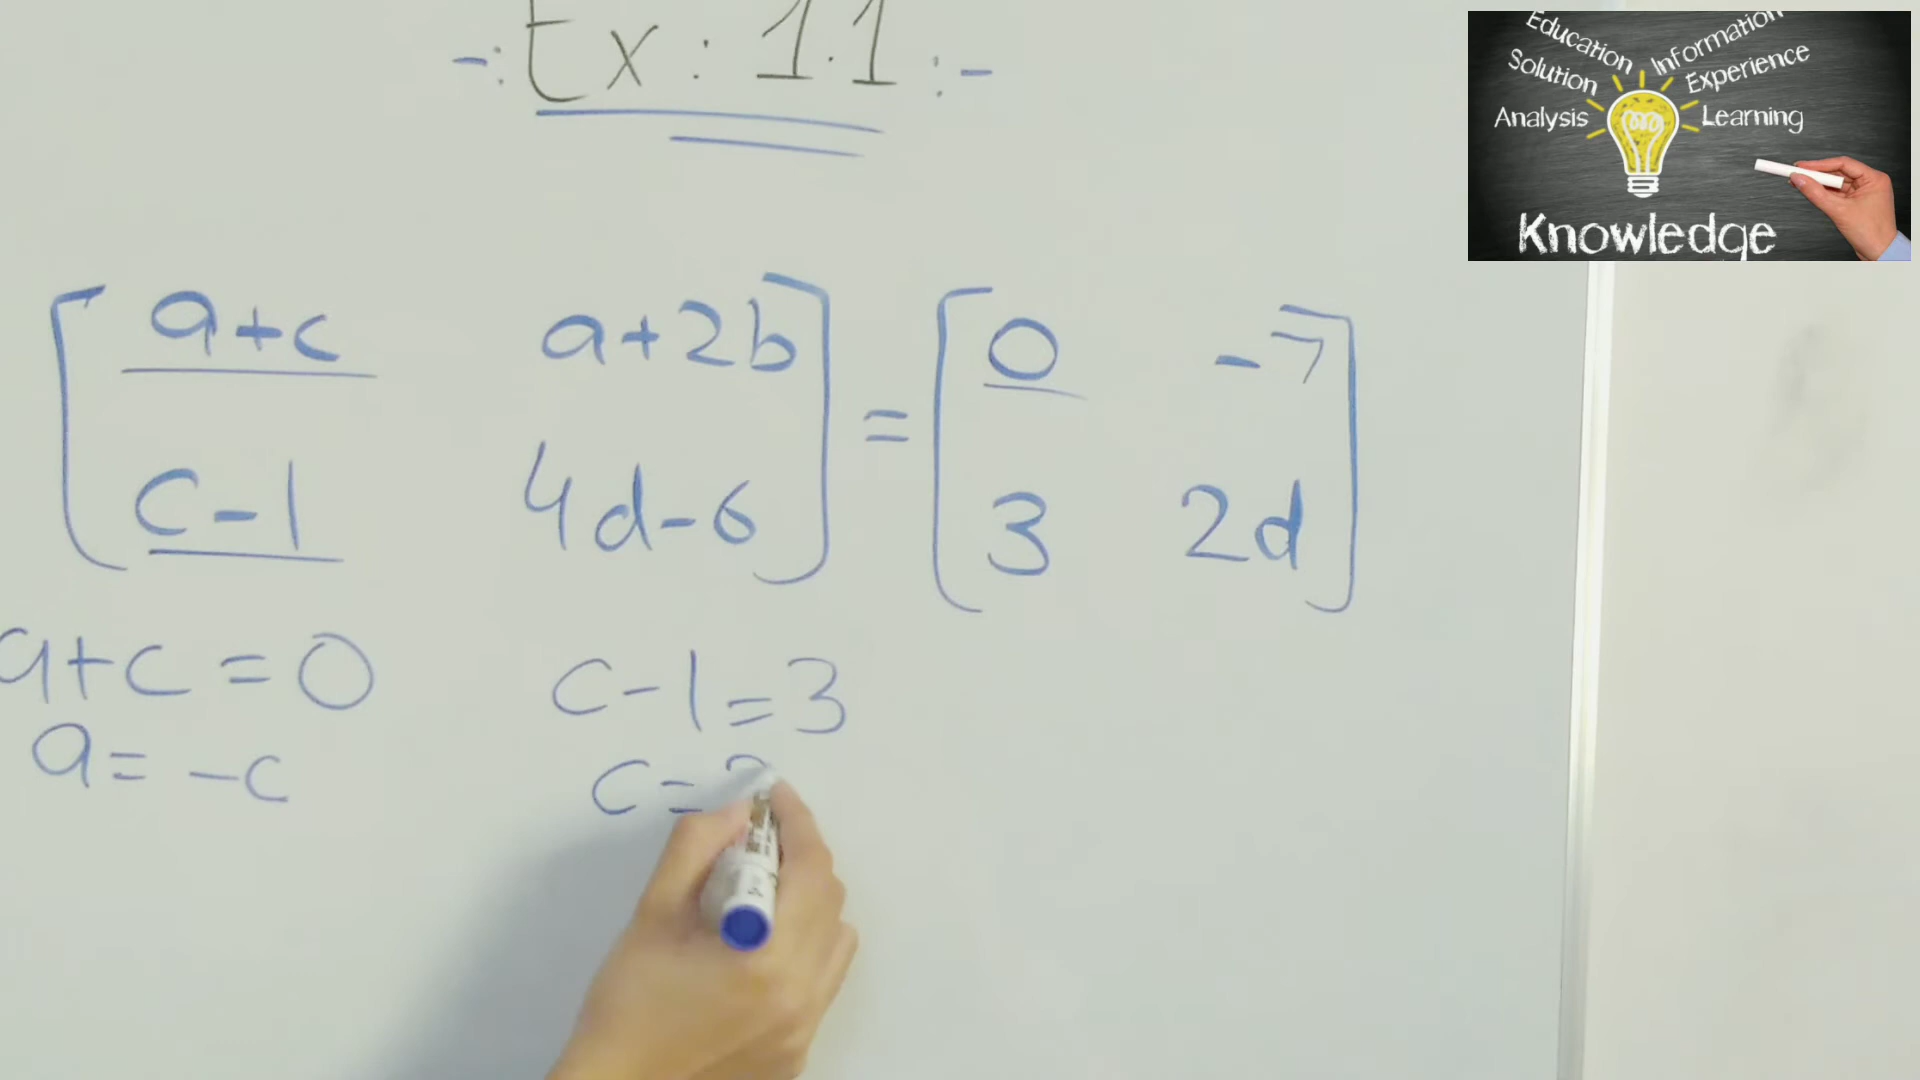 -: Ex : 1.1 :-
Education
Information
Solution
Experience
Analysis
Learning
Knowledge
a+c a+2b = 0 -7
c-1 4d-6 3 2d
a+c=0 c-1=3
a=-c c=